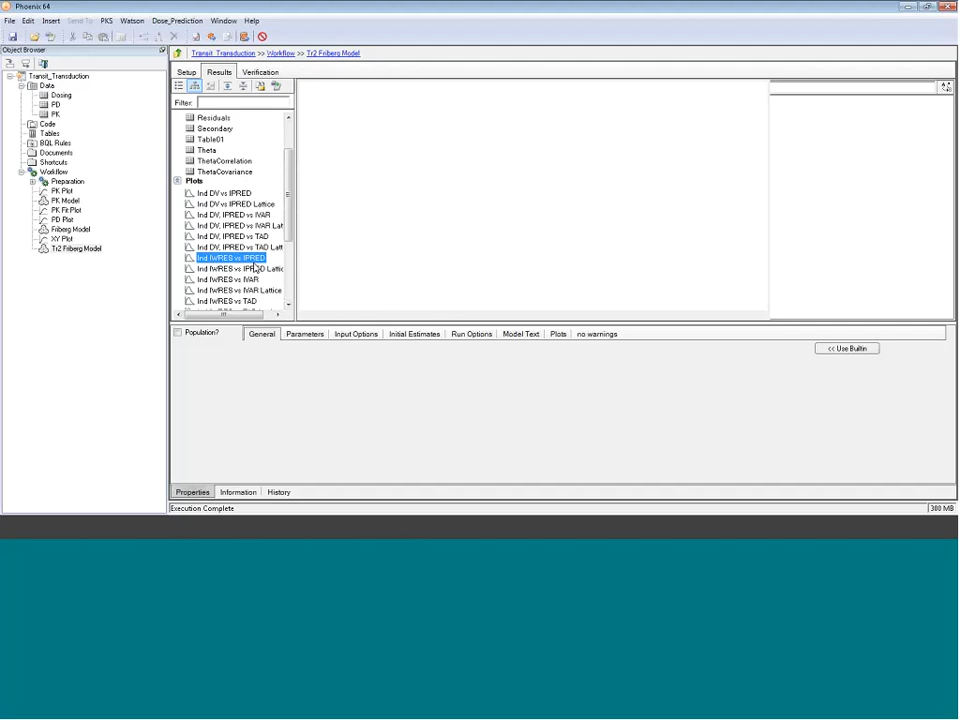 Phoenix 64
File Edit Insert Send To PKS Watson Dose_Prediction Window Help
Object Browser
Transit_Transduction >> Workflow >> Tr2 Friberg Model
Transit_Transduction
Data
Dosing
PD
PK
Code
Tables
BQL Rules
Documents
Shortcuts
Workflow
Preparation
PK Plot
PK Model
PK Fit Plot
PD Plot
Friberg Model
XY Plot
Tr2 Friberg Model
Setup Results Verification
Filter:
Residuals
Secondary
Table01
Theta
ThetaCorrelation
ThetaCovariance
Plots
Ind DV vs IPRED
Ind DV vs IPRED Lattice
Ind DV, IPRED vs IVAR
Ind DV, IPRED vs IVAR Latt
Ind DV, IPRED vs TAD
Ind DV, IPRED vs TAD Latt
Ind IWRES vs IPRED
Ind IWRES vs IPRED Lattic
Ind IWRES vs IVAR
Ind IWRES vs IVAR Lattice
Ind IWRES vs TAD
Population? General Parameters Input Options Initial Estimates Run Options Model Text Plots no warnings
<< Use Builtin
Properties Information History
Execution Complete 300 MB